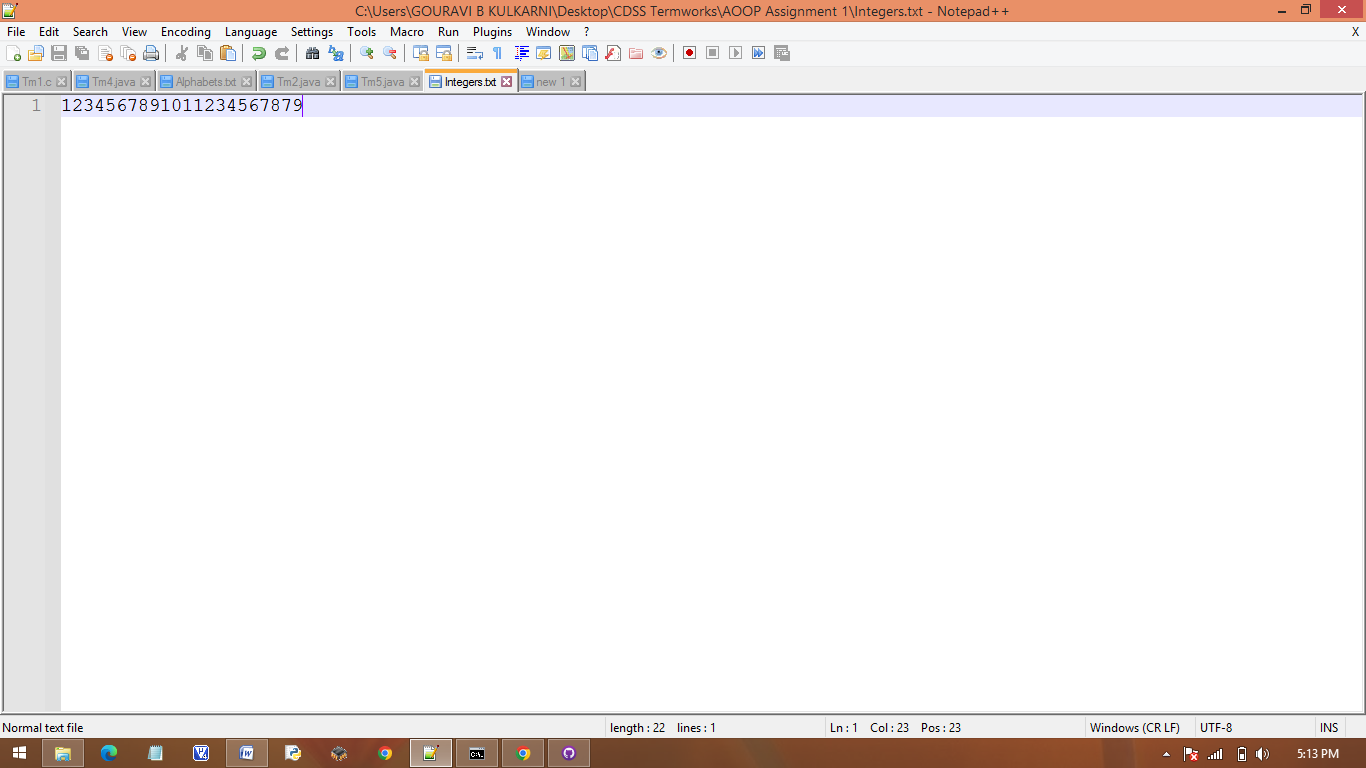 C:\Users\GOURAVI B KULKARNI\Desktop\CDSS Termworks\AOOP Assignment 1\Integers.txt - Notepad++
File Edit Search View Encoding Language Settings Tools Macro Run Plugins Window ? X
Tm1.c Tm4.java Alphabets.txt Tm2.java Tm5.java Integers.txt new 1
1 1234567891011234567879
Normal text file length : 22 lines : 1 Ln : 1 Col : 23 Pos : 23 Windows (CR LF) UTF-8 INS
5:13 PM